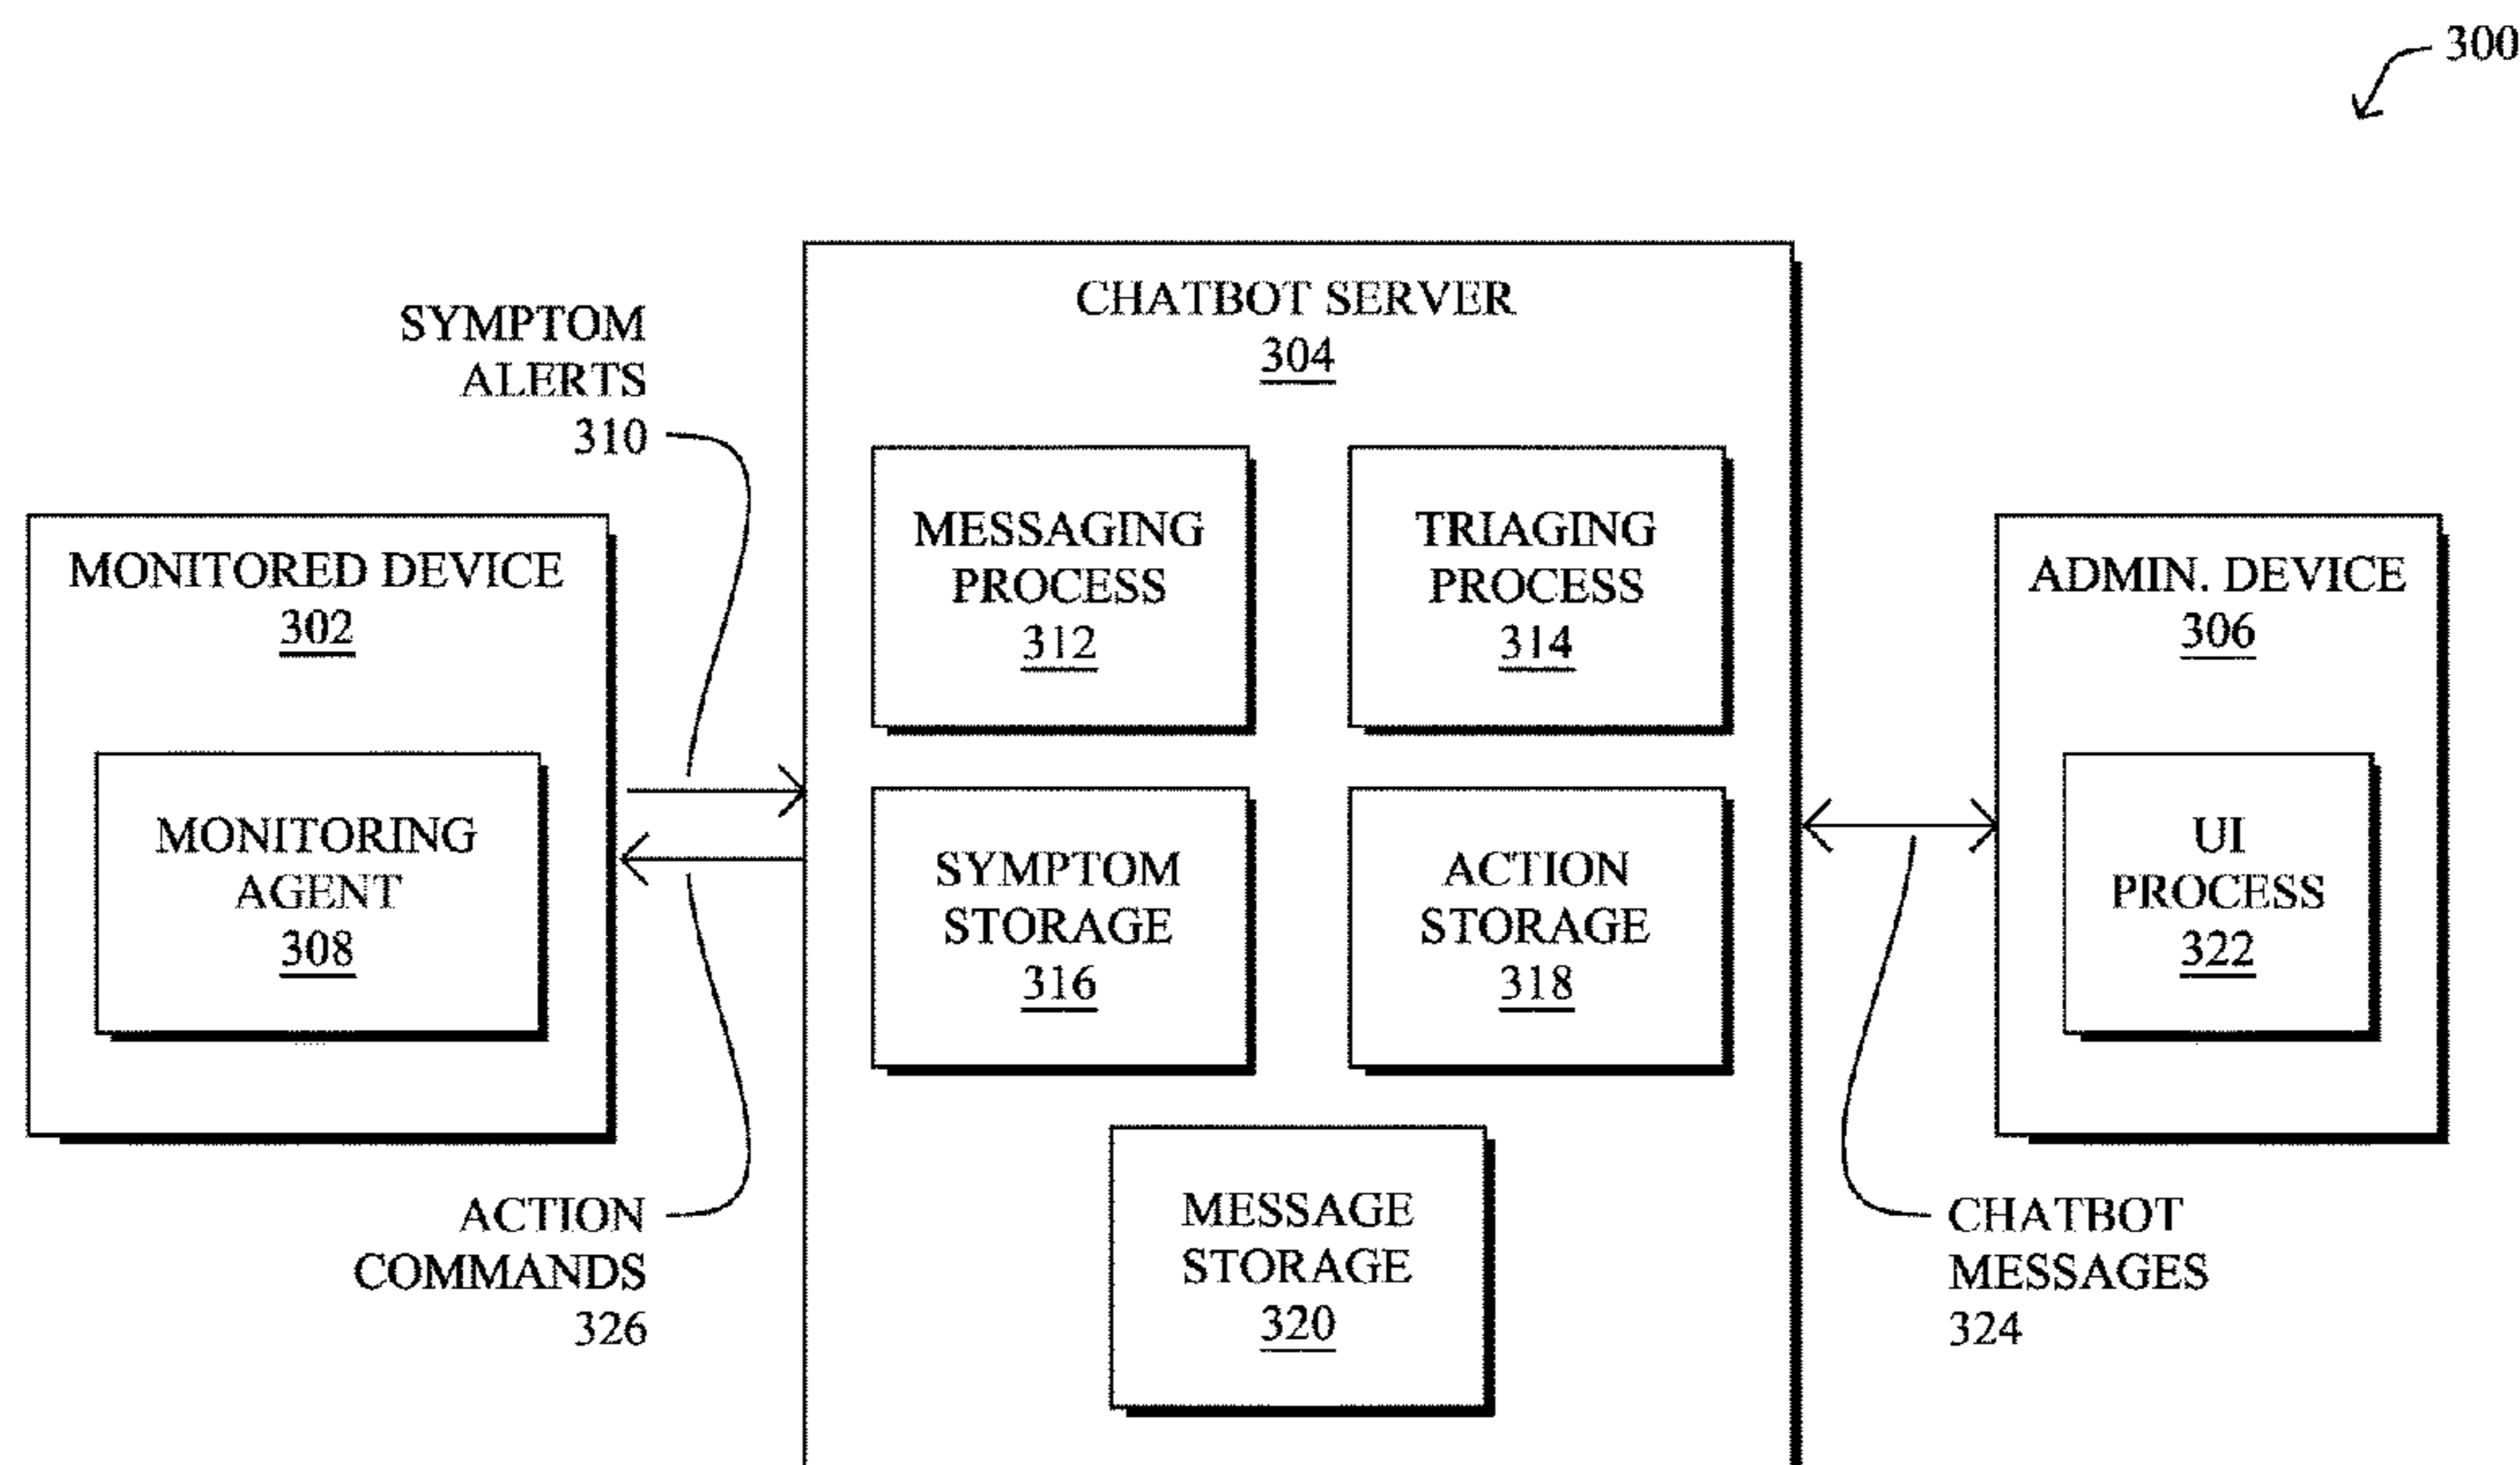 300
SYMPTOM
ALERTS
310
MONITORED DEVICE
302
MONITORING
AGENT
308
ACTION
COMMANDS
326
CHATBOT SERVER
304
MESSAGING
PROCESS
312
TRIAGING
PROCESS
314
SYMPTOM
STORAGE
316
ACTION
STORAGE
318
MESSAGE
STORAGE
320
ADMIN. DEVICE
306
UI
PROCESS
322
CHATBOT
MESSAGES
324